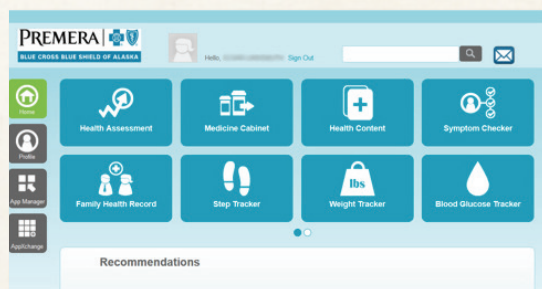 PREMERA
BLUE CROSS BLUE SHIELD OF ALASKA
Hello,
Sign Out
Home
Health Assessment
Medicine Cabinet
Health Content
Symptom Checker
Profile
App Manager
lbs
Family Health Record
Step Tracker
Weight Tracker
Blood Glucose Tracker
AppXchange
Recommendations